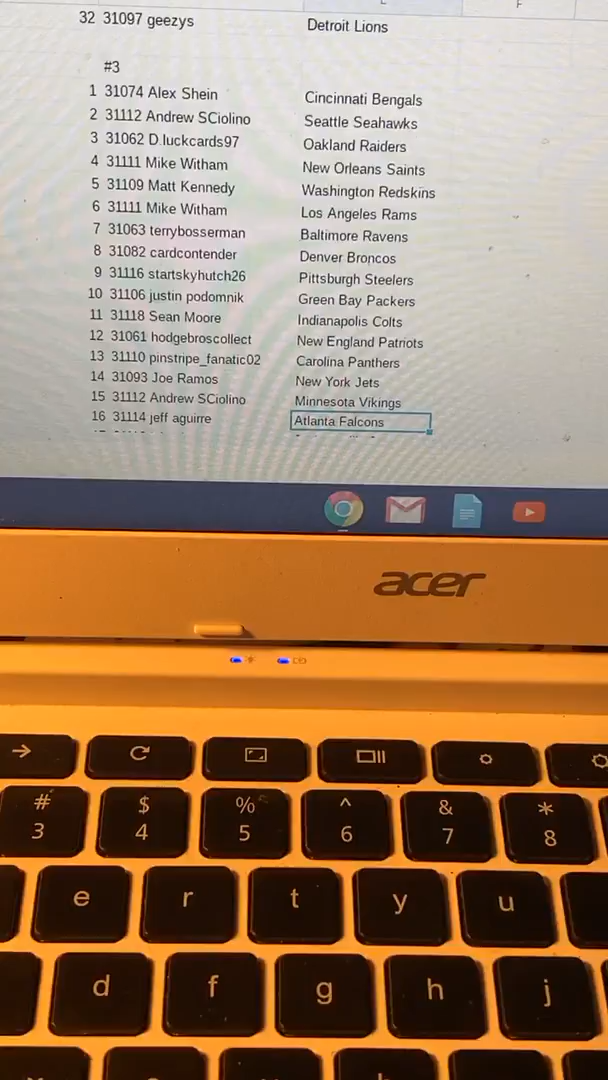 32 31097 geezys Detroit Lions
#3
1 31074 Alex Shein Cincinnati Bengals
2 31112 Andrew SCiolino Seattle Seahawks
3 31062 D.luckcards97 Oakland Raiders
4 31111 Mike Witham New Orleans Saints
5 31109 Matt Kennedy Washington Redskins
6 31111 Mike Witham Los Angeles Rams
7 31063 terrybosserman Baltimore Ravens
8 31082 cardcontender Denver Broncos
9 31116 startskyhutch26 Pittsburgh Steelers
10 31106 justin podomnik Green Bay Packers
11 31118 Sean Moore Indianapolis Colts
12 31061 hodgebroscollect New England Patriots
13 31110 pinstripe_fanatic02 Carolina Panthers
14 31093 Joe Ramos New York Jets
15 31112 Andrew SCiolino Minnesota Vikings
16 31114 jeff aguirre Atlanta Falcons
acer
# $ % ^ & *
3 4 5 6 7 8
e r t y u
d f g h j